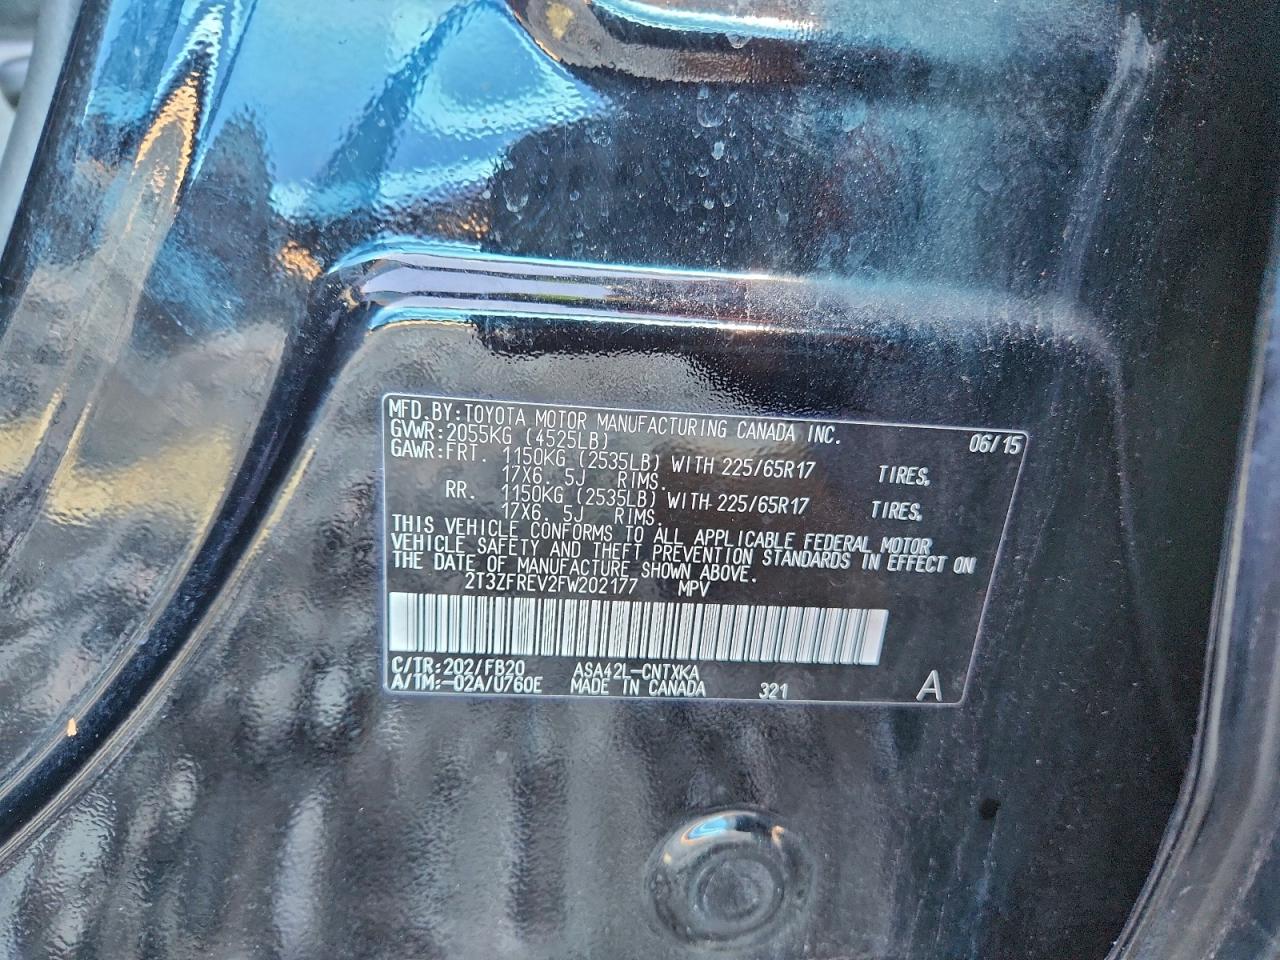 MFD.BY: TOYOTA MOTOR MANUFACTURING CANADA INC. 06/15
GVWR: 2055KG (4525LB)
GAWR: FRT. 1150KG (2535LB) WITH 225/65R17 TIRES,
17X6.5J RIMS.
RR. 1150KG (2535LB) WITH 225/65R17 TIRES,
17X6.5J RIMS.
THIS VEHICLE CONFORMS TO ALL APPLICABLE FEDERAL MOTOR
VEHICLE SAFETY AND THEFT PREVENTION STANDARDS IN EFFECT ON
THE DATE OF MANUFACTURE SHOWN ABOVE.
2T3ZFREV2FW202177 MPV
C/TR: 202/FB20 ASA42L-CNTXKA
A/TM: -02A/U760E MADE IN CANADA 321 A